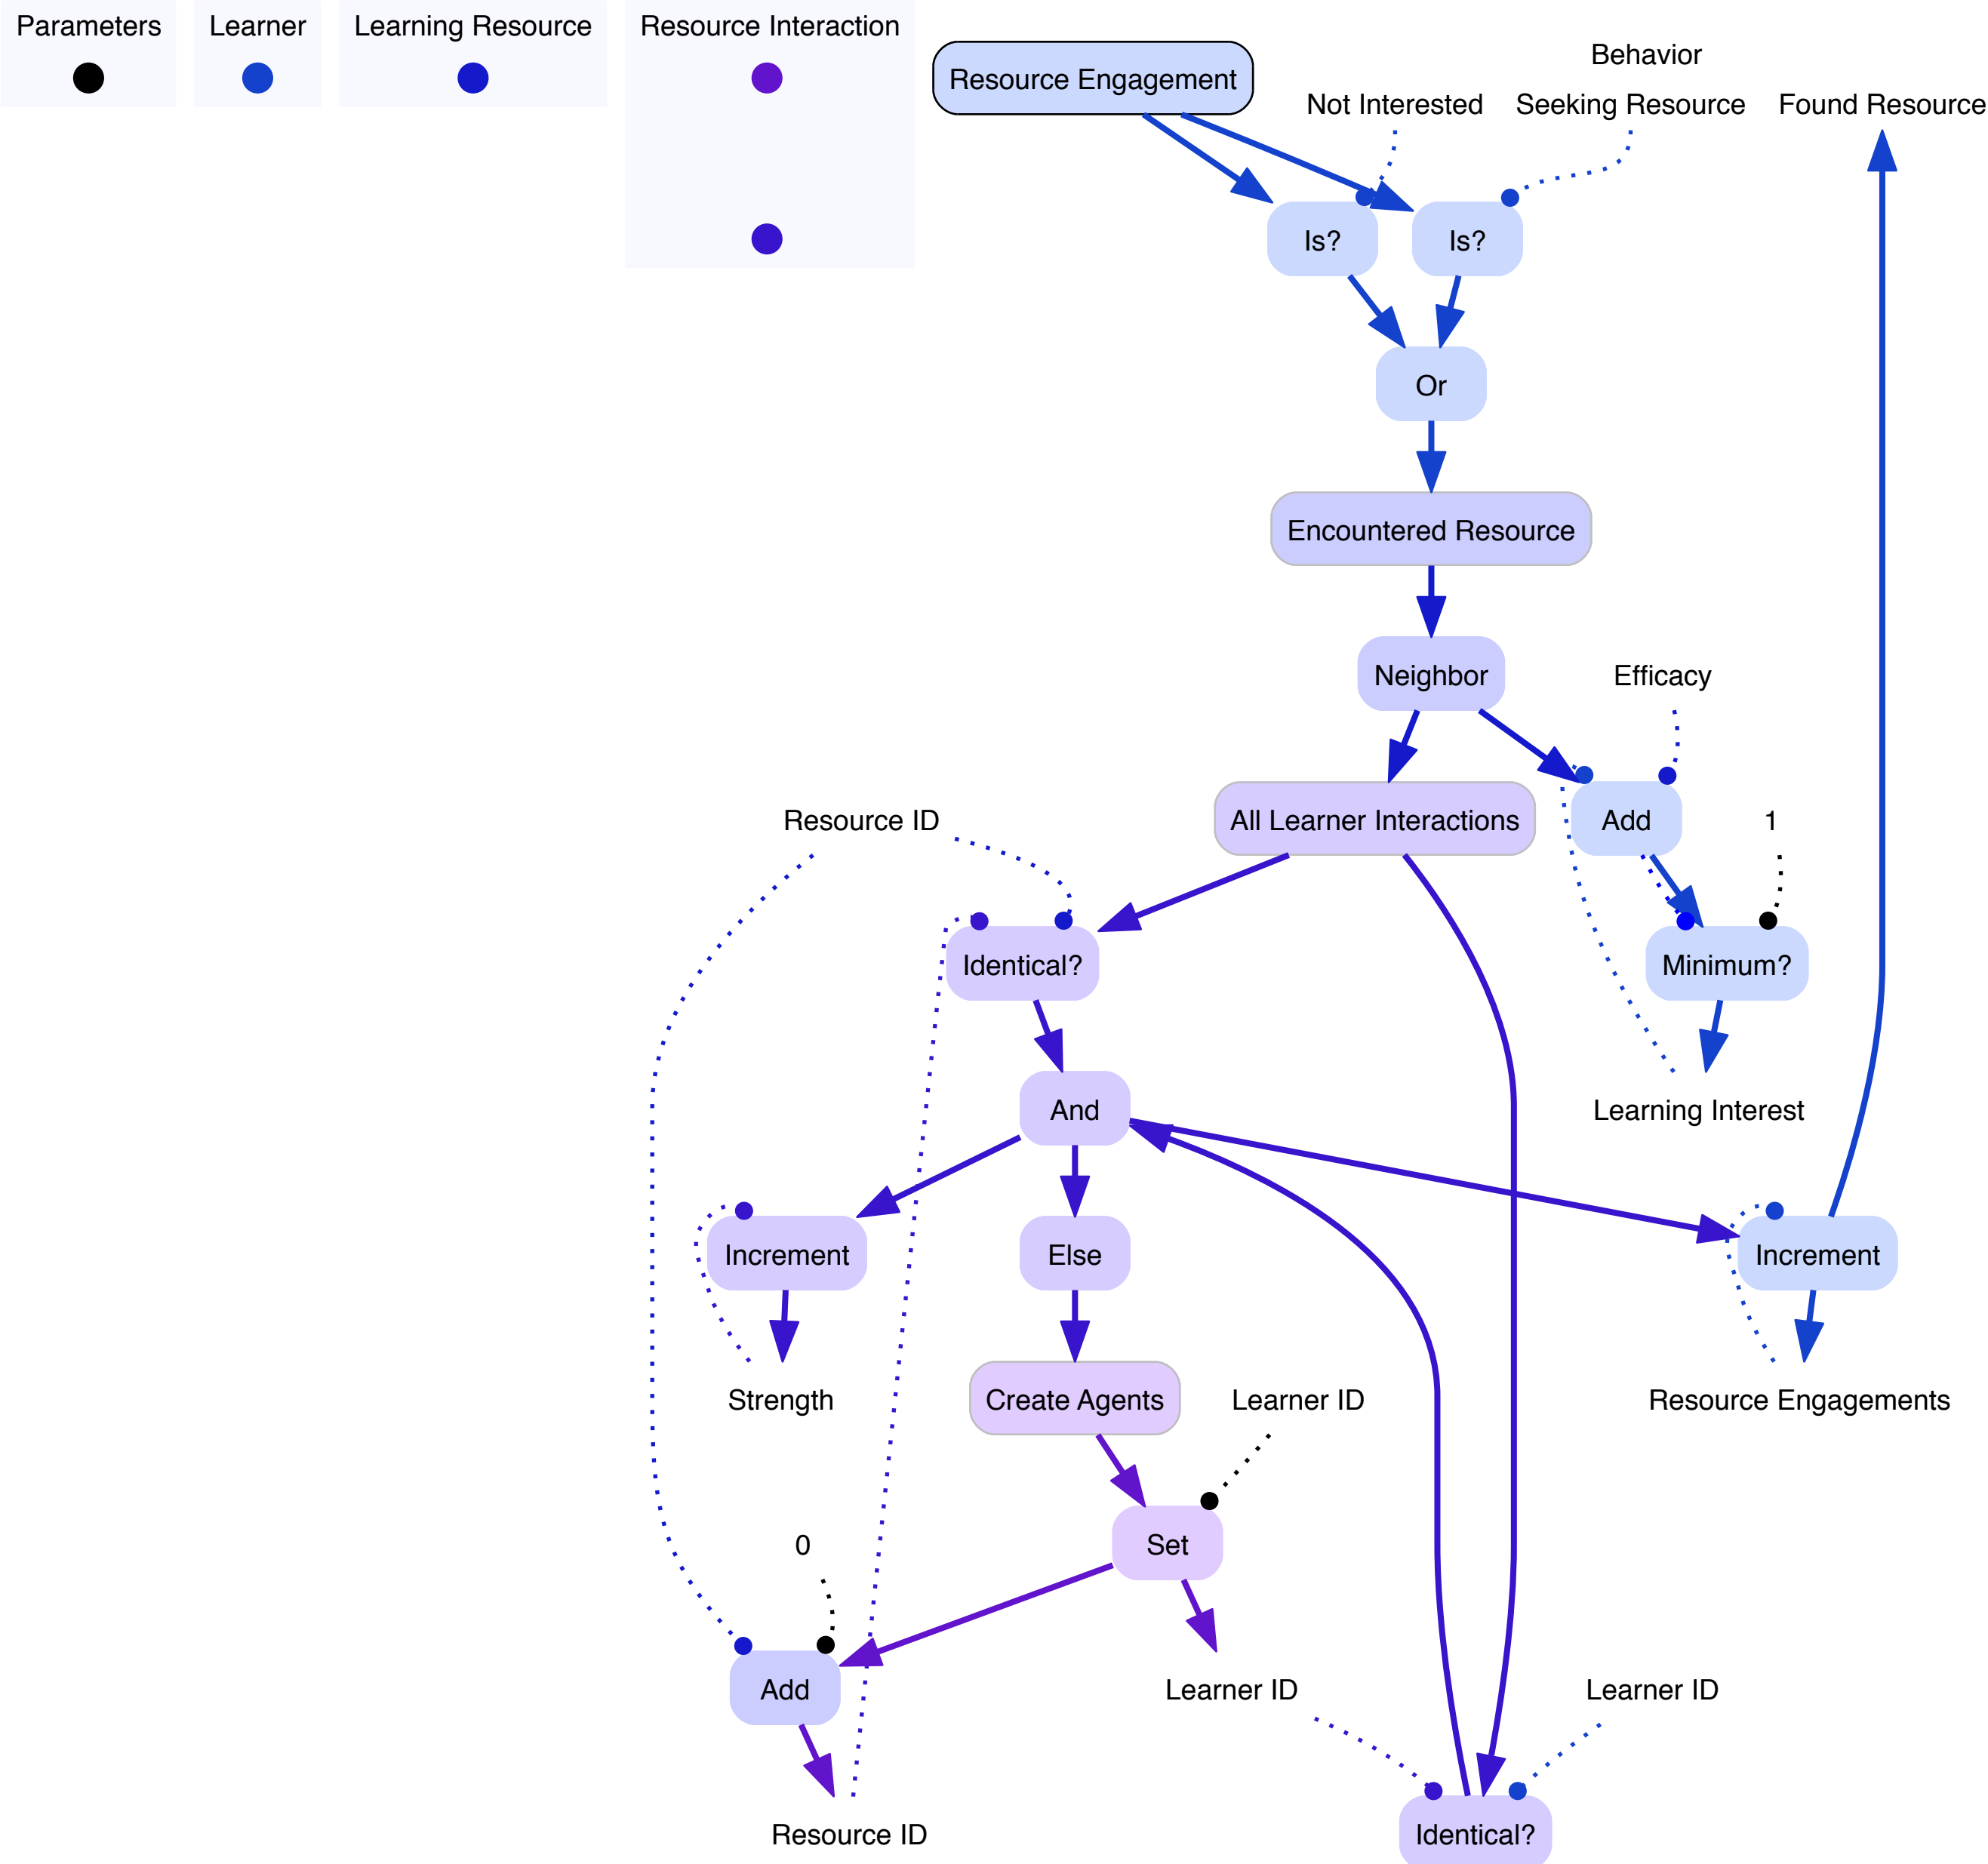 Parameters
Learner
Learning Resource
Resource Interaction
Resource Engagement
Behavior
Not Interested
Seeking Resource
Found Resource
Is?
Is?
Or
Encountered Resource
Neighbor
Efficacy
Resource ID
All Learner Interactions
Add
1
Identical?
Minimum?
And
Learning Interest
Increment
Else
Increment
Strength
Create Agents
Learner ID
Resource Engagements
0
Set
Add
Learner ID
Learner ID
Resource ID
Identical?